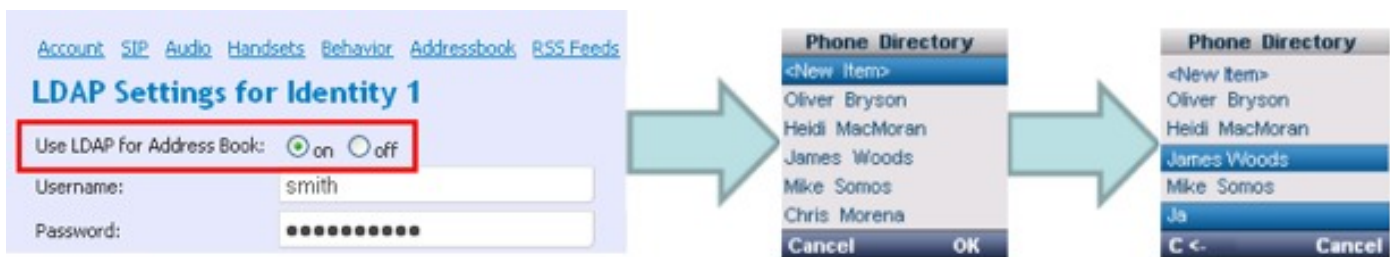 Account SIP Audio Handsets Behavior Addressbook RSS Feeds
LDAP Settings for Identity 1
Use LDAP for Address Book: on off
Username: smith
Password: ●●●●●●●●●●
Phone Directory
<New Item>
Oliver Bryson
Heidi MacMoran
James Woods
Mike Somos
Chris Morena
Cancel OK
Phone Directory
<New Item>
Oliver Bryson
Heidi MacMoran
James Woods
Mike Somos
Ja
C <- Cancel